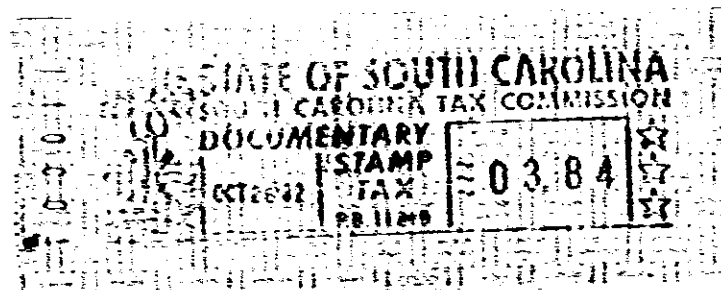 STATE OF SOUTH CAROLINA
SOUTH CAROLINA TAX COMMISSION
DOCUMENTARY
STAMP
TAX
03.84